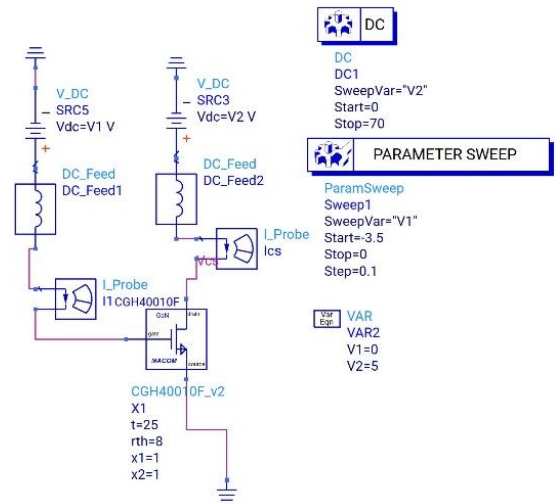 V_DC
SRC5
Vdc=V1 V
+
DC_Feed
DC_Feed1
I_Probe
I1
V_DC
SRC3
Vdc=V2 V
+
DC_Feed
DC_Feed2
I_Probe
Ics
Vcs
CGH40010F
GaN
drain
gate
source
MACOM
CGH40010F_v2
X1
t=25
rth=8
x1=1
x2=1
DC
DC
DC1
SweepVar="V2"
Start=0
Stop=70
PARAMETER SWEEP
ParamSweep
Sweep1
SweepVar="V1"
Start=-3.5
Stop=0
Step=0.1
Var
Eqn
VAR
VAR2
V1=0
V2=5